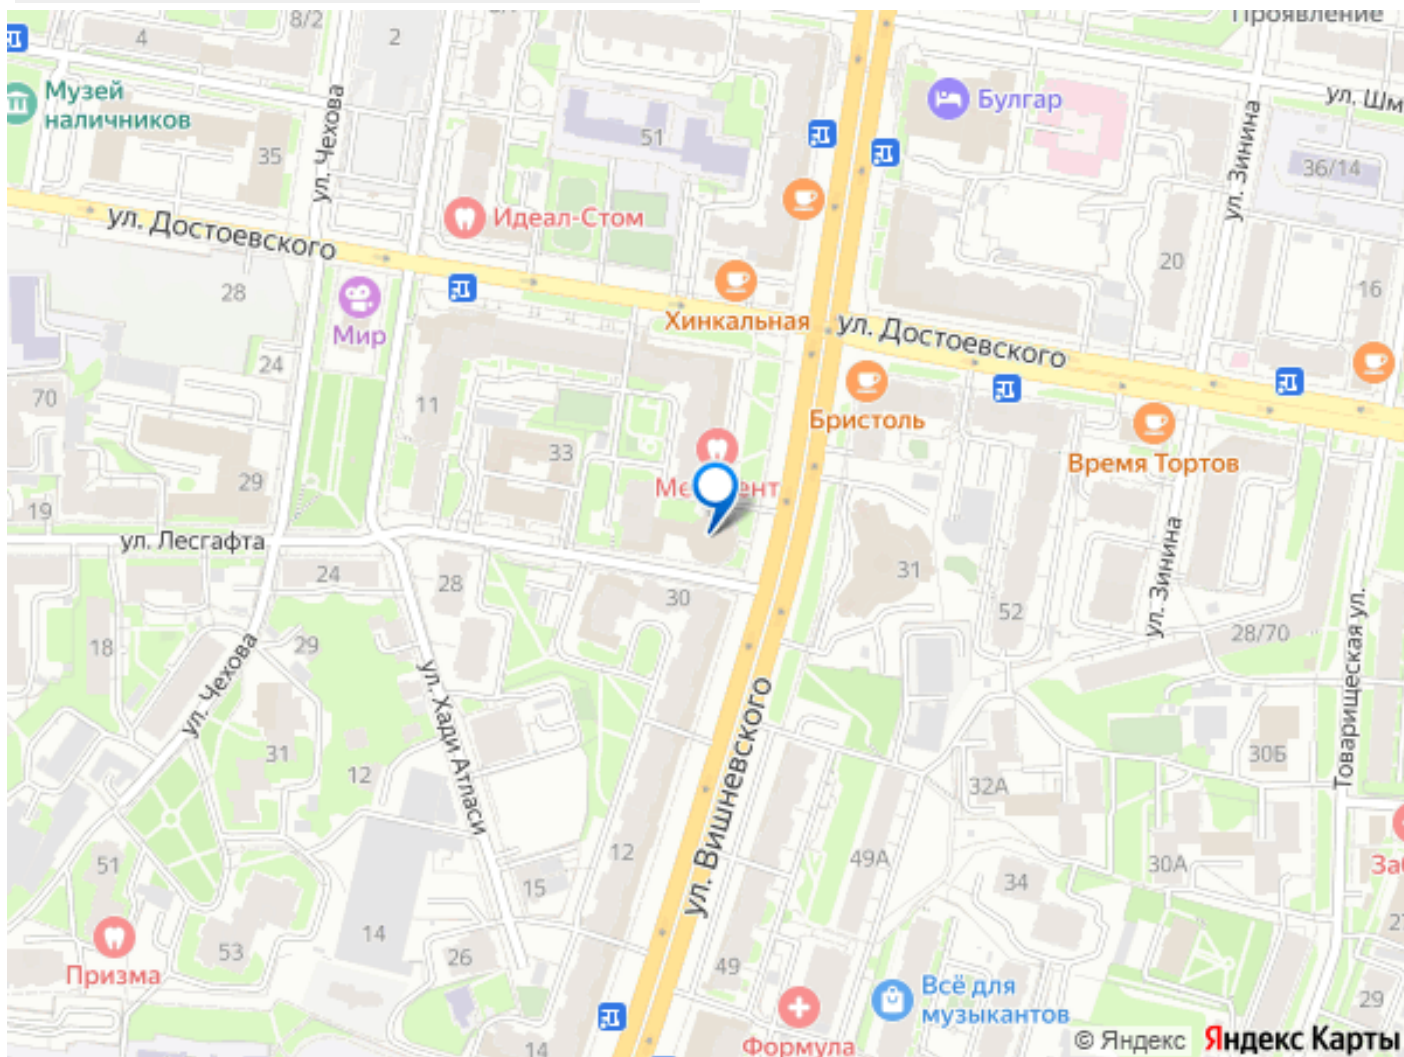 Проявление
8/2
4
2
Музей
наличников
ул. Чехова
35
51
Булгар
ул. Шм
ул. Зинина
36/14
ул. Достоевского
Идеал-Стом
28
20
16
Мир
Хинкальная
ул. Достоевского
24
70
11
Бристоль
33
Время Тортов
29
19
ул. Лесгафта
24
28
30
31
52
ул. Зинина
28/70
Товарищеская ул.
18
29
ул. Чехова
ул. Хади Атласи
ул. Вишневского
31
12
32А
30Б
51
12
15
49А
34
30А
Заб
14
53
26
49
Призма
Всё для
музыкантов
29
14
Формула
© Яндекс
Яндекс Карты